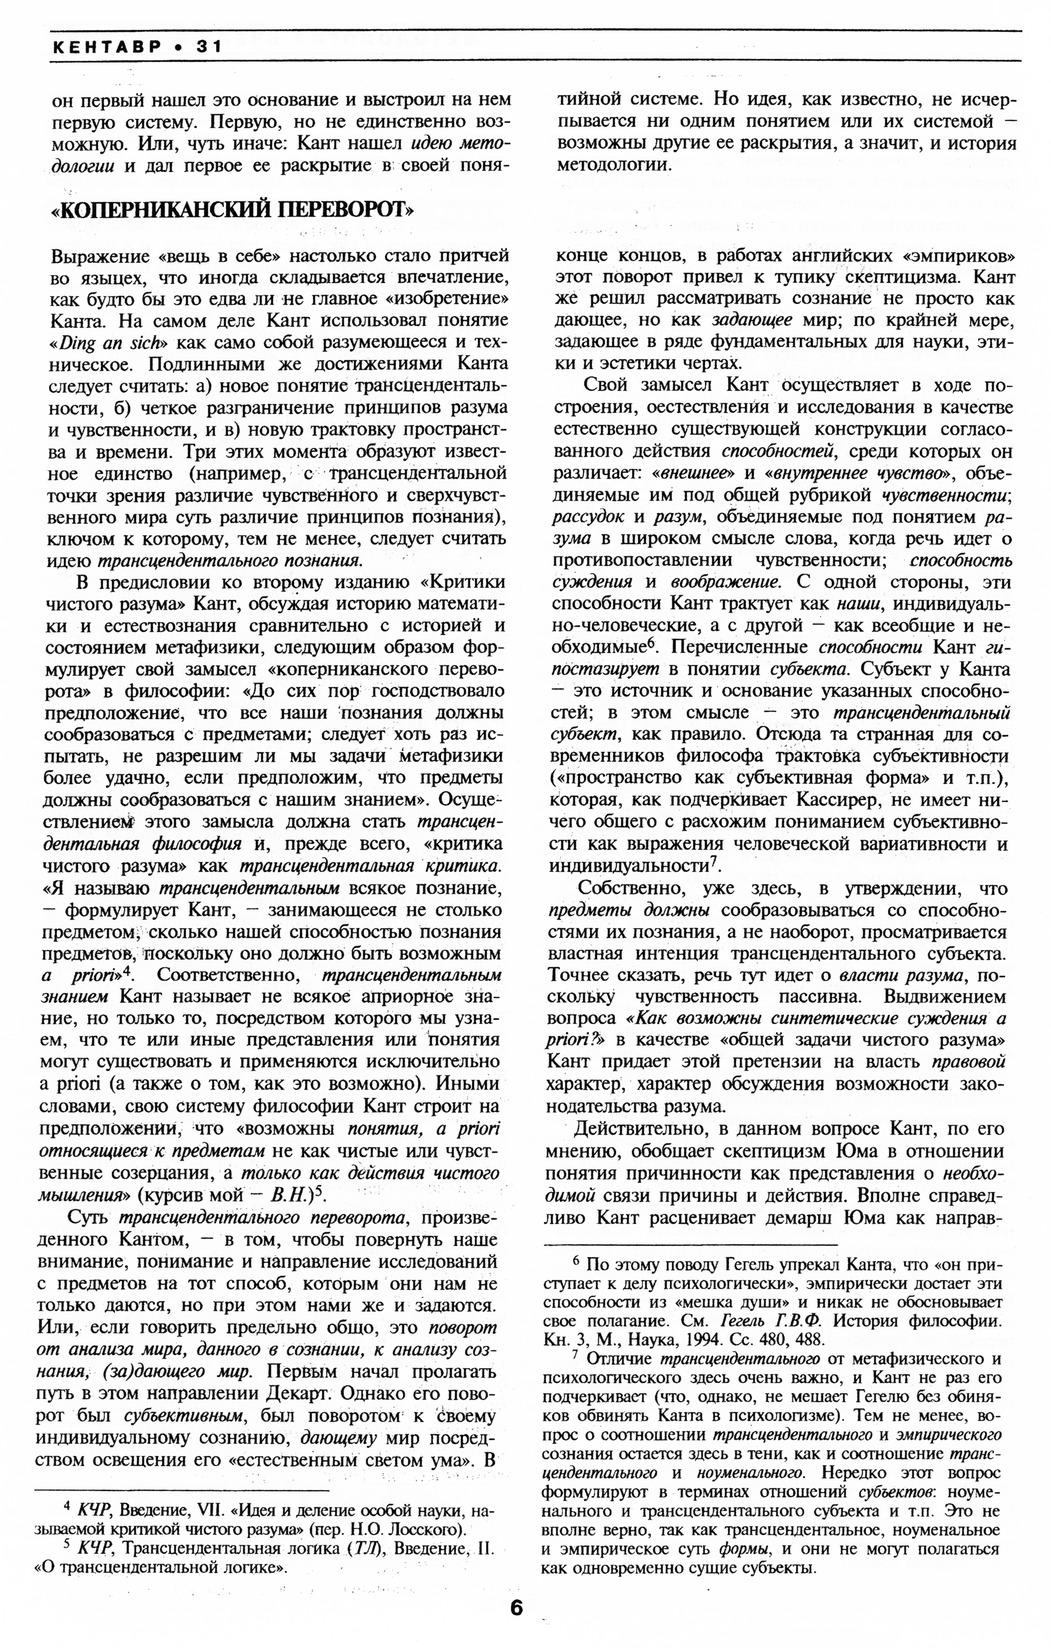 КЕНТАВР • 31
он первый нашел это основание и выстроил на нем
первую систему. Первую, но не единственно воз-
можную. Или, чуть иначе: Кант нашел идею мето-
дологии и дал первое ее раскрытие в своей поня-
тийной системе. Но идея, как известно, не исчер-
пывается ни одним понятием или их системой —
возможны другие ее раскрытия, а значит, и история
методологии.
«КОПЕРНИКАНСКИЙ ПЕРЕВОРОТ»
Выражение «вещь в себе» настолько стало притчей
во языцех, что иногда складывается впечатление,
как будто бы это едва ли не главное «изобретение»
Канта. На самом деле Кант использовал понятие
«Ding an sich» как само собой разумеющееся и тех-
ническое. Подлинными же достижениями Канта
следует считать: а) новое понятие трансценденталь-
ности, б) четкое разграничение принципов разума
и чувственности, и в) новую трактовку пространст-
ва и времени. Три этих момента образуют извест-
ное единство (например, с трансцендентальной
точки зрения различие чувственного и сверхчувст-
венного мира суть различие принципов познания),
ключом к которому, тем не менее, следует считать
идею трансцендентального познания.
В предисловии ко второму изданию «Критики
чистого разума» Кант, обсуждая историю математи-
ки и естествознания сравнительно с историей и
состоянием метафизики, следующим образом фор-
мулирует свой замысел «коперниканского перево-
рота» в философии: «До сих пор господствовало
предположение, что все наши познания должны
сообразоваться с предметами; следует хоть раз ис-
пытать, не разрешим ли мы задачи метафизики
более удачно, если предположим, что предметы
должны сообразоваться с нашим знанием». Осуще-
ствлением этого замысла должна стать трансцен-
дентальная философия и, прежде всего, «критика
чистого разума» как трансцендентальная критика.
«Я называю трансцендентальным всякое познание,
— формулирует Кант, — занимающееся не столько
предметом, сколько нашей способностью познания
предметов, поскольку оно должно быть возможным
a priori»4. Соответственно, трансцендентальным
знанием Кант называет не всякое априорное зна-
ние, но только то, посредством которого мы узна-
ем, что те или иные представления или понятия
могут существовать и применяются исключительно
a priori (а также о том, как это возможно). Иными
словами, свою систему философии Кант строит на
предположении, что «возможны понятия, a priori
относящиеся к предметам не как чистые или чувст-
венные созерцания, а только как действия чистого
мышления» (курсив мой — В.Н.)5.
Суть трансцендентального переворота, произве-
денного Кантом, — в том, чтобы повернуть наше
внимание, понимание и направление исследований
с предметов на тот способ, которым они нам не
только даются, но при этом нами же и задаются.
Или, если говорить предельно общо, это поворот
от анализа мира, данного в сознании, к анализу соз-
нания, (за)дающего мир. Первым начал пролагать
путь в этом направлении Декарт. Однако его пово-
рот был субъективным, был поворотом к своему
индивидуальному сознанию, дающему мир посред-
ством освещения его «естественным светом ума». В
4 КЧР, Введение, VII. «Идея и деление особой науки, на-
зываемой критикой чистого разума» (пер. Н.О. Лосского).
5 КЧР, Трансцендентальная логика (ТЛ), Введение, II.
«О трансцендентальной логике».
конце концов, в работах английских «эмпириков»
этот поворот привел к тупику скептицизма. Кант
же решил рассматривать сознание не просто как
дающее, но как задающее мир; по крайней мере,
задающее в ряде фундаментальных для науки, эти-
ки и эстетики чертах.
Свой замысел Кант осуществляет в ходе по-
строения, оестествления и исследования в качестве
естественно существующей конструкции согласо-
ванного действия способностей, среди которых он
различает: «внешнее» и «внутреннее чувство», объе-
диняемые им под общей рубрикой чувственности;
рассудок и разум, объединяемые под понятием ра-
зума в широком смысле слова, когда речь идет о
противопоставлении чувственности; способность
суждения и воображение. С одной стороны, эти
способности Кант трактует как наши, индивидуаль-
но-человеческие, а с другой — как всеобщие и не-
обходимые6. Перечисленные способности Кант ги-
постазирует в понятии субъекта. Субъект у Канта
— это источник и основание указанных способно-
стей; в этом смысле — это трансцендентальный
субъект, как правило. Отсюда та странная для со-
временников философа трактовка субъективности
(«пространство как субъективная форма» и т.п.),
которая, как подчеркивает Кассирер, не имеет ни-
чего общего с расхожим пониманием субъективно-
сти как выражения человеческой вариативности и
индивидуальности7.
Собственно, уже здесь, в утверждении, что
предметы должны сообразовываться со способно-
стями их познания, а не наоборот, просматривается
властная интенция трансцендентального субъекта.
Точнее сказать, речь тут идет о власти разума, по-
скольку чувственность пассивна. Выдвижением
вопроса «Как возможны синтетические суждения a
priori?» в качестве «общей задачи чистого разума»
Кант придает этой претензии на власть правовой
характер, характер обсуждения возможности зако-
нодательства разума.
Действительно, в данном вопросе Кант, по его
мнению, обобщает скептицизм Юма в отношении
понятия причинности как представления о необхо-
димой связи причины и действия. Вполне справед-
ливо Кант расценивает демарш Юма как направ-
6 По этому поводу Гегель упрекал Канта, что «он при-
ступает к делу психологически», эмпирически достает эти
способности из «мешка души» и никак не обосновывает
свое полагание. См. Гегель Г.В.Ф. История философии.
Кн. 3, М., Наука, 1994. Сс. 480, 488.
7 Отличие трансцендентального от метафизического и
психологического здесь очень важно, и Кант не раз его
подчеркивает (что, однако, не мешает Гегелю без обиня-
ков обвинять Канта в психологизме). Тем не менее, во-
прос о соотношении трансцендентального и эмпирического
сознания остается здесь в тени, как и соотношение транс-
цендентального и ноуменального. Нередко этот вопрос
формулируют в терминах отношений субъектов: ноуме-
нального и трансцендентального субъекта и т.п. Это не
вполне верно, так как трансцендентальное, ноуменальное
и эмпирическое суть формы, и они не могут полагаться
как одновременно сущие субъекты.
6